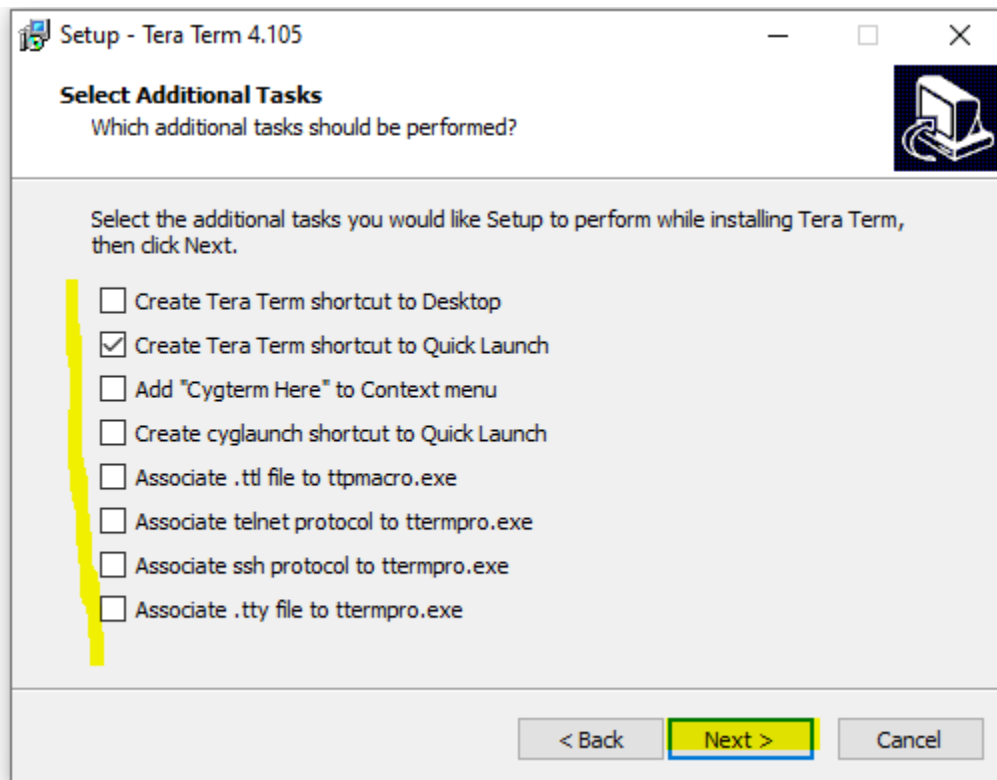 Setup - Tera Term 4.105
Select Additional Tasks
Which additional tasks should be performed?
Select the additional tasks you would like Setup to perform while installing Tera Term,
then click Next.
Create Tera Term shortcut to Desktop
Create Tera Term shortcut to Quick Launch
Add "Cygterm Here" to Context menu
Create cyglaunch shortcut to Quick Launch
Associate .ttl file to ttpmacro.exe
Associate telnet protocol to ttermpro.exe
Associate ssh protocol to ttermpro.exe
Associate .tty file to ttermpro.exe
< Back Next > Cancel